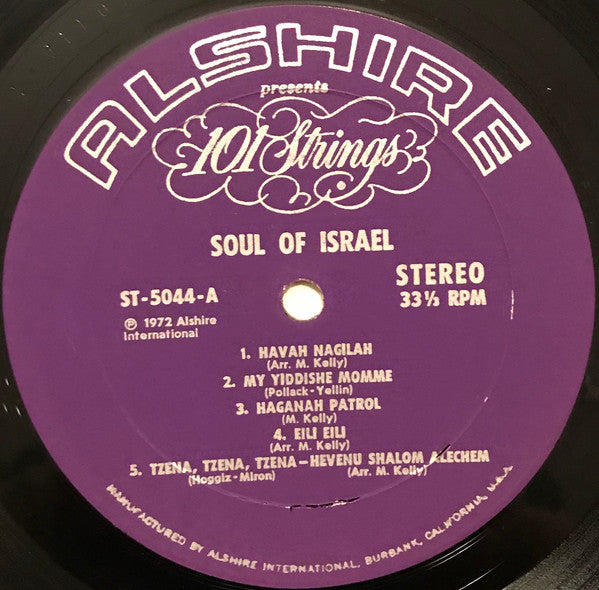 ALSHIRE
presents
101 Strings
SOUL OF ISRAEL
ST-5044-A
STEREO
33⅓ RPM
℗ 1972 Alshire
International
1. HAVAH NAGILAH
(Arr. M. Kelly)
2. MY YIDDISHE MOMME
(Pollack-Yellin)
3. HAGANAH PATROL
(M. Kelly)
4. EILI EILI
(Arr. M. Kelly)
5. TZENA, TZENA, TZENA—HEVENU SHALOM ALECHEM
(Hoggiz-Miron) (Arr. M. Kelly)
MANUFACTURED BY ALSHIRE INTERNATIONAL, BURBANK, CALIFORNIA, U.S.A.